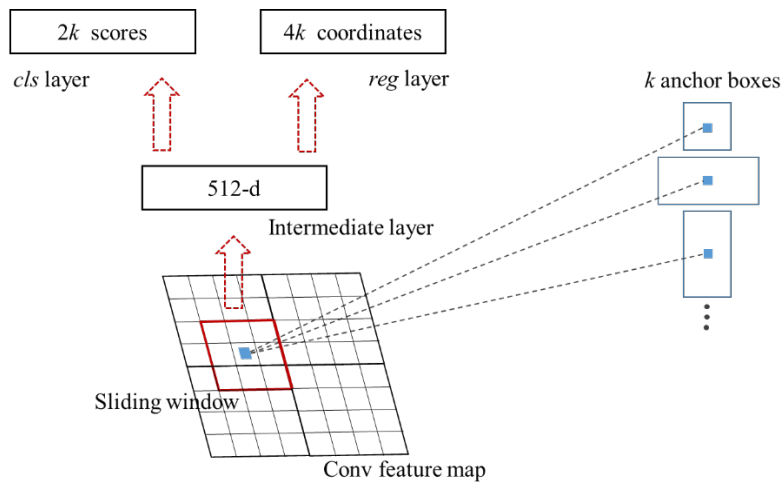 2k scores
4k coordinates
cls layer
reg layer
k anchor boxes
512-d
Intermediate layer
Sliding window
Conv feature map